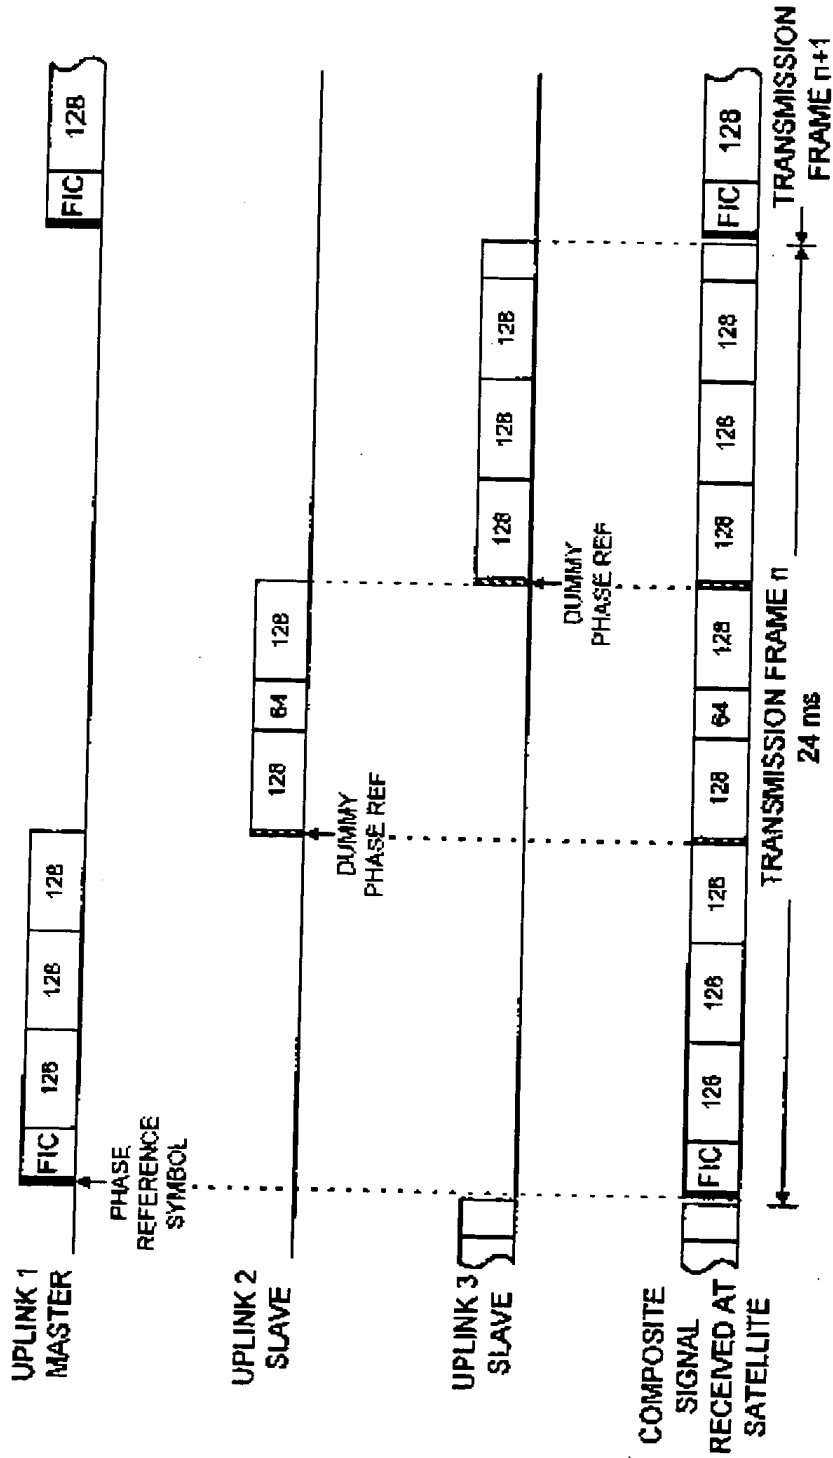 UPLINK 1
MASTER
FIC
128
128
128
FIC
128
PHASE
REFERENCE
SYMBOL
UPLINK 2
SLAVE
128
64
128
DUMMY
PHASE REF
UPLINK 3
SLAVE
128
128
128
DUMMY
PHASE REF
COMPOSITE
SIGNAL
RECEIVED AT
SATELLITE
FIC
128
128
128
128
64
128
128
128
128
FIC
128
TRANSMISSION FRAME n
24 ms
TRANSMISSION
FRAME n+1